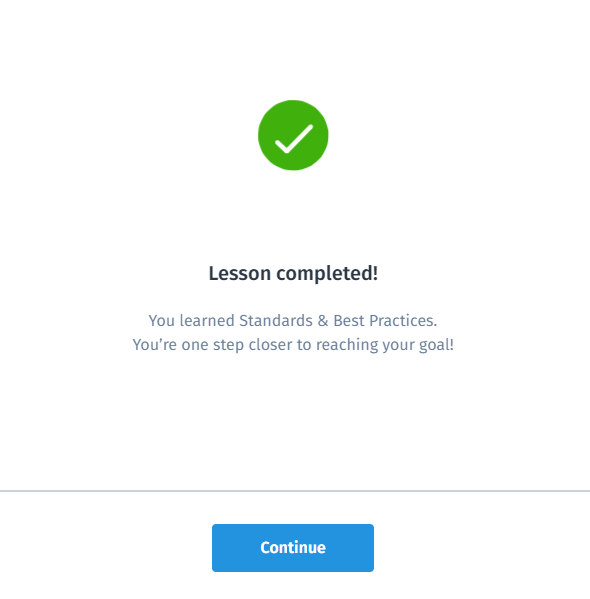 Lesson completed!
You learned Standards & Best Practices.
You’re one step closer to reaching your goal!
Continue